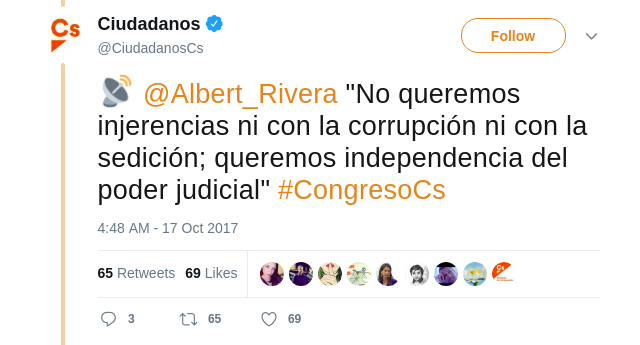 Cs
Ciudadanos
@CiudadanosCs
Follow
@Albert_Rivera "No queremos
injerencias ni con la corrupción ni con la
sedición; queremos independencia del
poder judicial" #CongresoCs
4:48 AM - 17 Oct 2017
65 Retweets 69 Likes
3 65 69